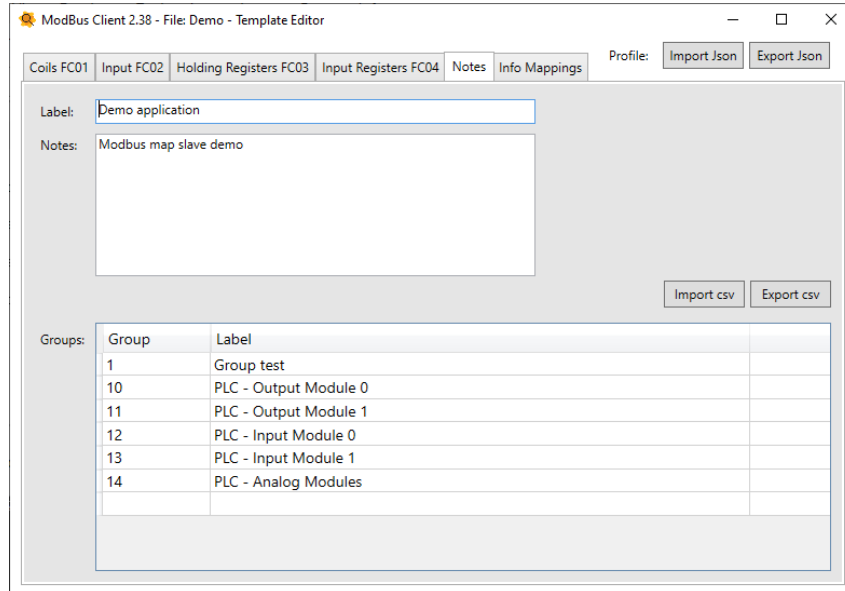 ModBus Client 2.38 - File: Demo - Template Editor
Coils FC01 Input FC02 Holding Registers FC03 Input Registers FC04 Notes Info Mappings Profile: Import Json Export Json
Label: Demo application
Notes: Modbus map slave demo
Import csv Export csv
Groups: Group Label
1 Group test
10 PLC - Output Module 0
11 PLC - Output Module 1
12 PLC - Input Module 0
13 PLC - Input Module 1
14 PLC - Analog Modules